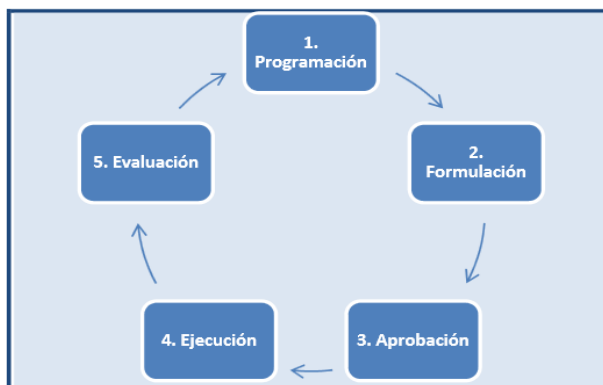 1.
Programación
2.
Formulación
3. Aprobación
4. Ejecución
5. Evaluación